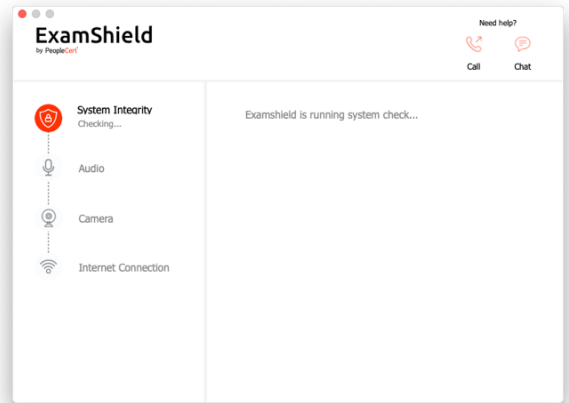 ExamShield
by PeopleCert
Need help?
Call
Chat
System Integrity
Checking...
Examshield is running system check...
Audio
Camera
Internet Connection